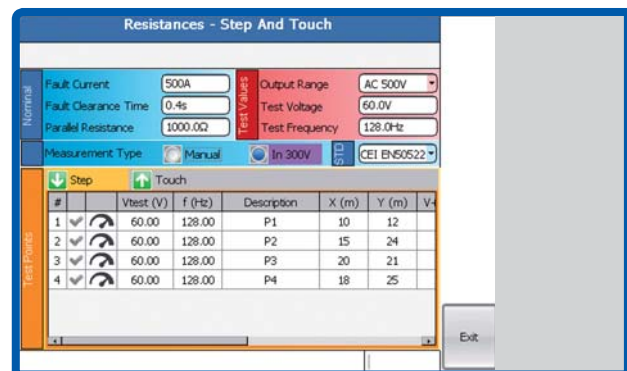 Resistances - Step And Touch
Nominal
Fault Current 500A
Fault Clearance Time 0.4s
Parallel Resistance 1000.0Ω
Test Values
Output Range AC 500V
Test Voltage 60.0V
Test Frequency 128.0Hz
Measurement Type Manual In 300V STD CEI EN50522
Test Points
Step Touch
# Vtest (V) f (Hz) Description X (m) Y (m) V+
1 60.00 128.00 P1 10 12
2 60.00 128.00 P2 15 24
3 60.00 128.00 P3 20 21
4 60.00 128.00 P4 18 25
Exit